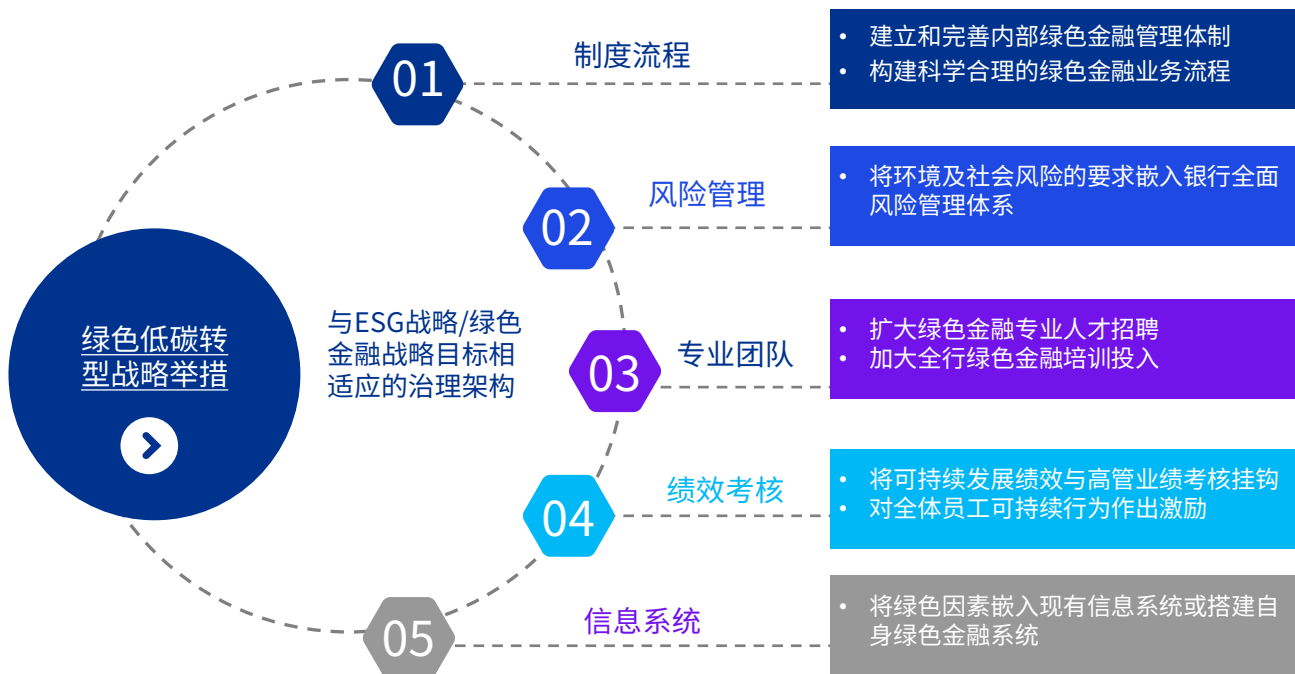 绿色低碳转
型战略举措
与ESG战略/绿色
金融战略目标相
适应的治理架构
01
制度流程
• 建立和完善内部绿色金融管理体制
• 构建科学合理的绿色金融业务流程
02
风险管理
• 将环境及社会风险的要求嵌入银行全面
风险管理体系
03
专业团队
• 扩大绿色金融专业人才招聘
• 加大全行绿色金融培训投入
04
绩效考核
• 将可持续发展绩效与高管业绩考核挂钩
• 对全体员工可持续行为作出激励
05
信息系统
• 将绿色因素嵌入现有信息系统或搭建自
身绿色金融系统